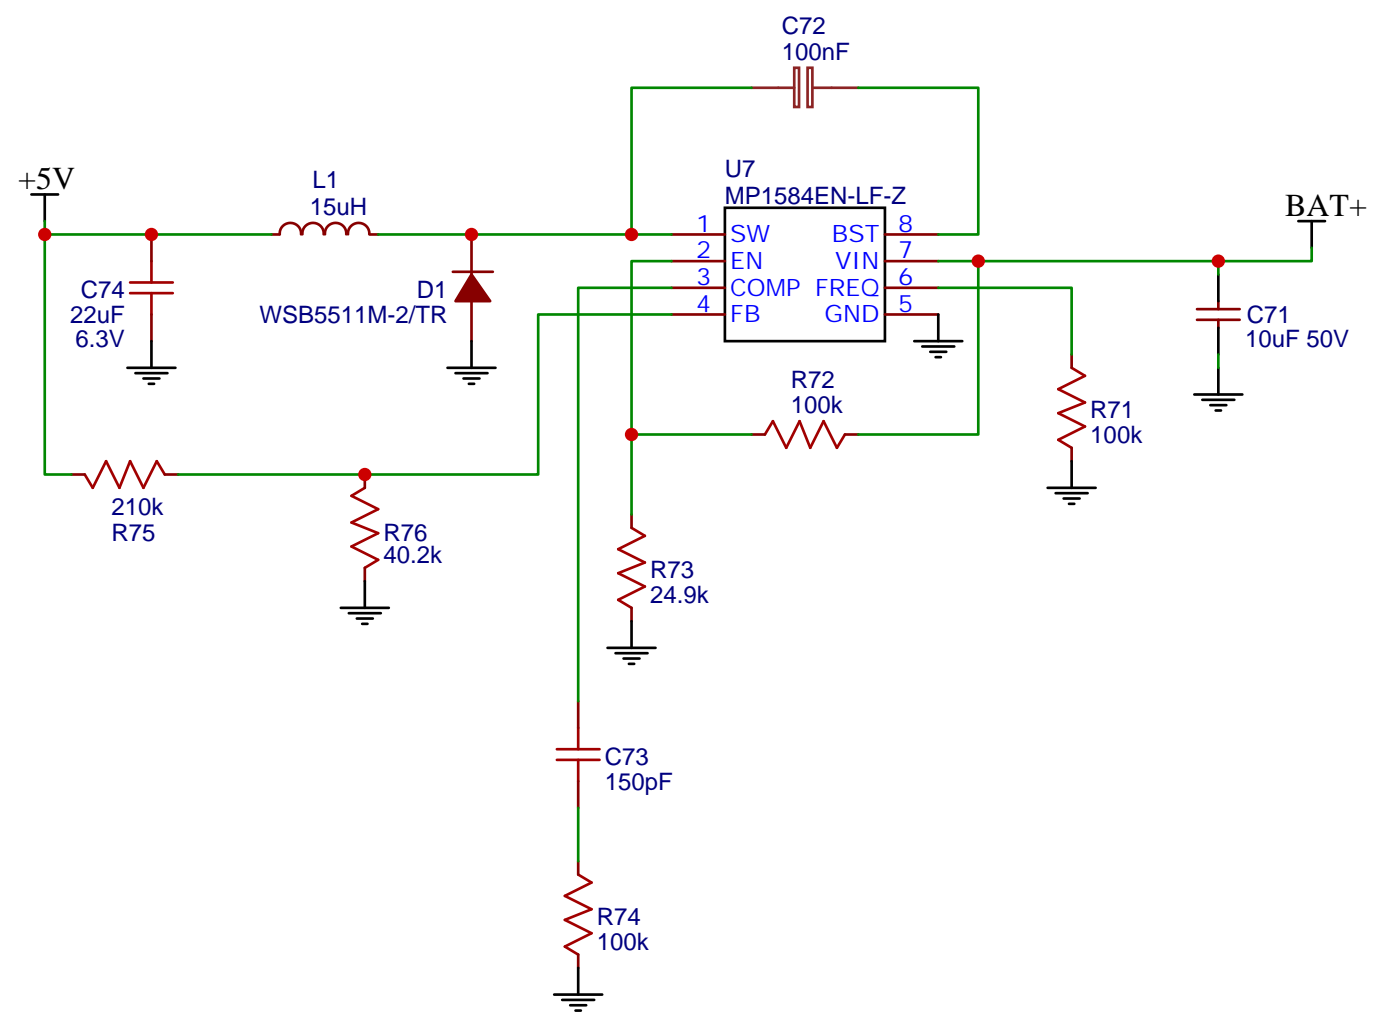 C72
100nF
U7
MP1584EN-LF-Z
+5V
L1
15uH
BAT+
1
SW
BST
8
2
EN
VIN
7
3
COMP
FREQ
6
4
FB
GND
5
C74
22uF
6.3V
D1
WSB5511M-2/TR
C71
10uF 50V
R72
100k
R71
100k
210k
R75
R76
40.2k
R73
24.9k
C73
150pF
R74
100k